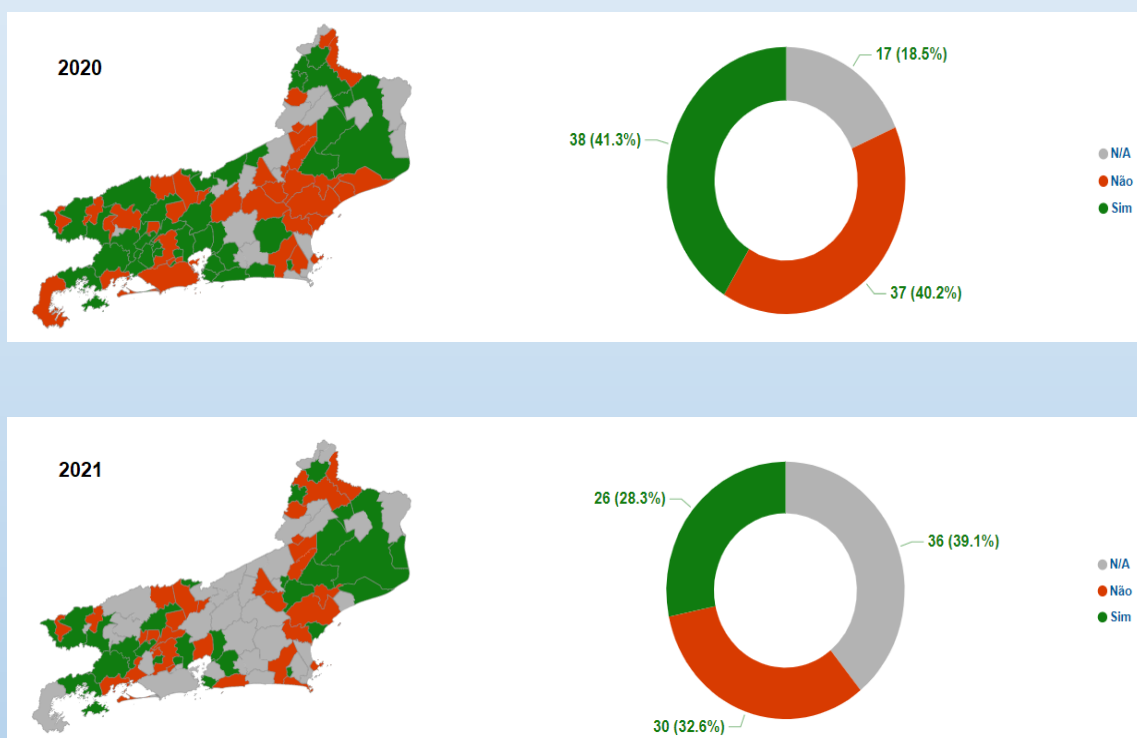 2020
17 (18.5%)
38 (41.3%)
37 (40.2%)
N/A
Não
Sim
2021
26 (28.3%)
36 (39.1%)
30 (32.6%)
N/A
Não
Sim